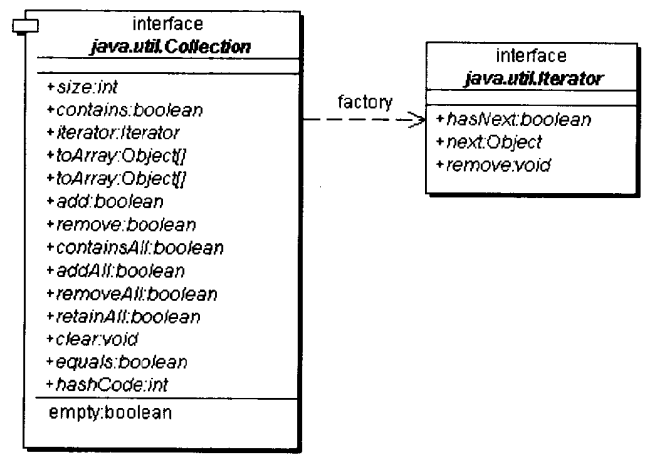 interface
java.util.Collection
+size:int
+contains:boolean
+iterator:Iterator
+toArray:Object[]
+toArray:Object[]
+add:boolean
+remove:boolean
+containsAll:boolean
+addAll:boolean
+removeAll:boolean
+retainAll:boolean
+clear:void
+equals:boolean
+hashCode:int
empty:boolean
factory
interface
java.util.Iterator
+hasNext:boolean
+next:Object
+remove:void